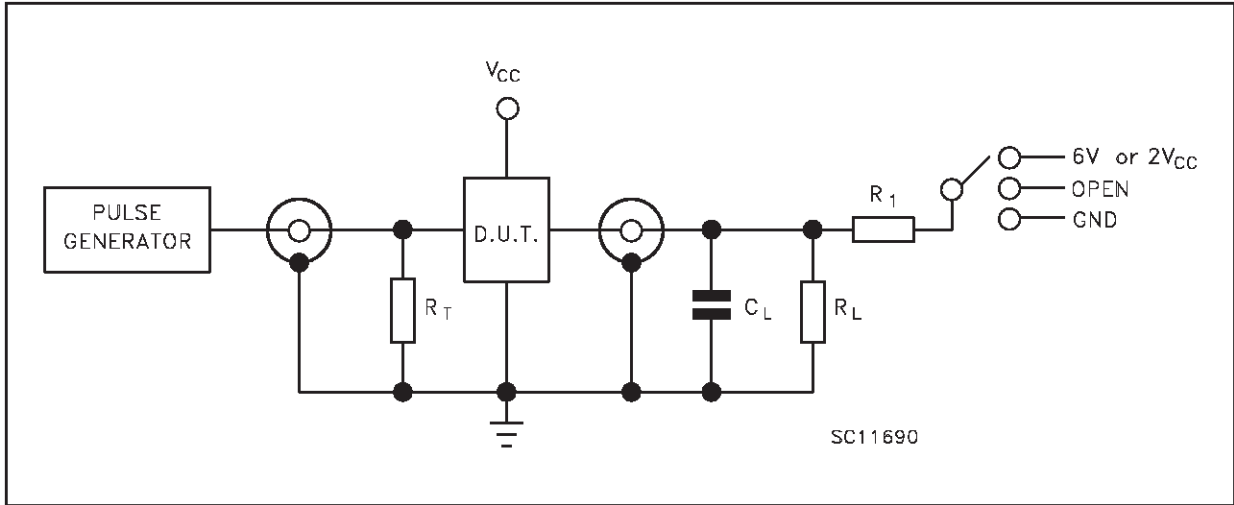 VCC
6V or 2VCC
OPEN
GND
R1
PULSE
GENERATOR
D.U.T.
RT
CL
RL
SC11690